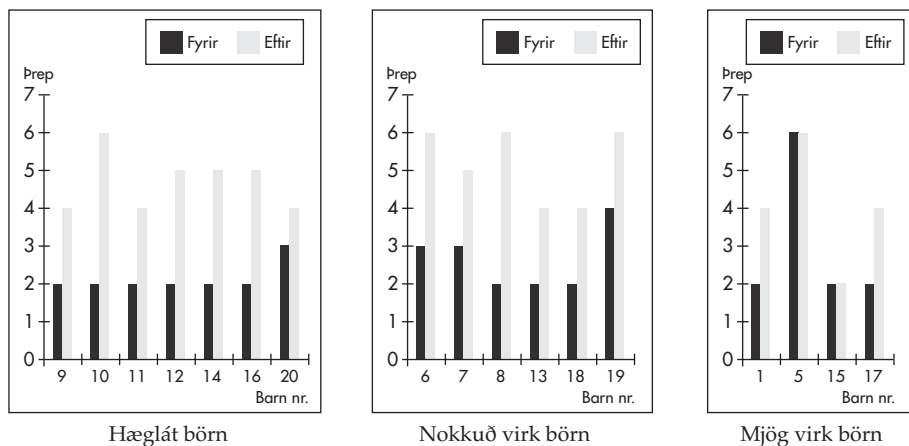 Fyrir Eftir
Þrep
7
6
5
4
3
2
1
0
9 10 11 12 14 16 20
Barn nr.
Hæglát börn
Fyrir Eftir
Þrep
7
6
5
4
3
2
1
0
6 7 8 13 18 19
Barn nr.
Nokkuð virk börn
Fyrir Eftir
Þrep
7
6
5
4
3
2
1
0
1 5 15 17
Barn nr.
Mjög virk börn